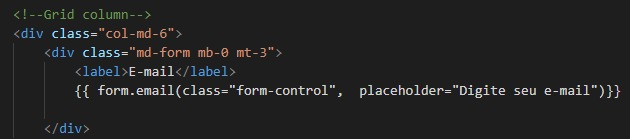 <!--Grid column-->
<div class="col-md-6">
<div class="md-form mb-0 mt-3">
<label>E-mail</label>
{{ form.email(class="form-control",  placeholder="Digite seu e-mail")}}
</div>